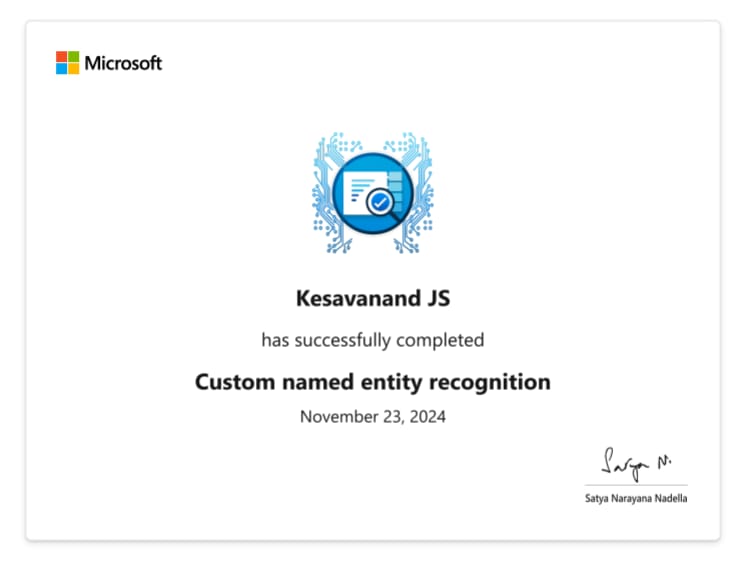 Microsoft
Kesavanand JS
has successfully completed
Custom named entity recognition
November 23, 2024
Satya N.
Satya Narayana Nadella